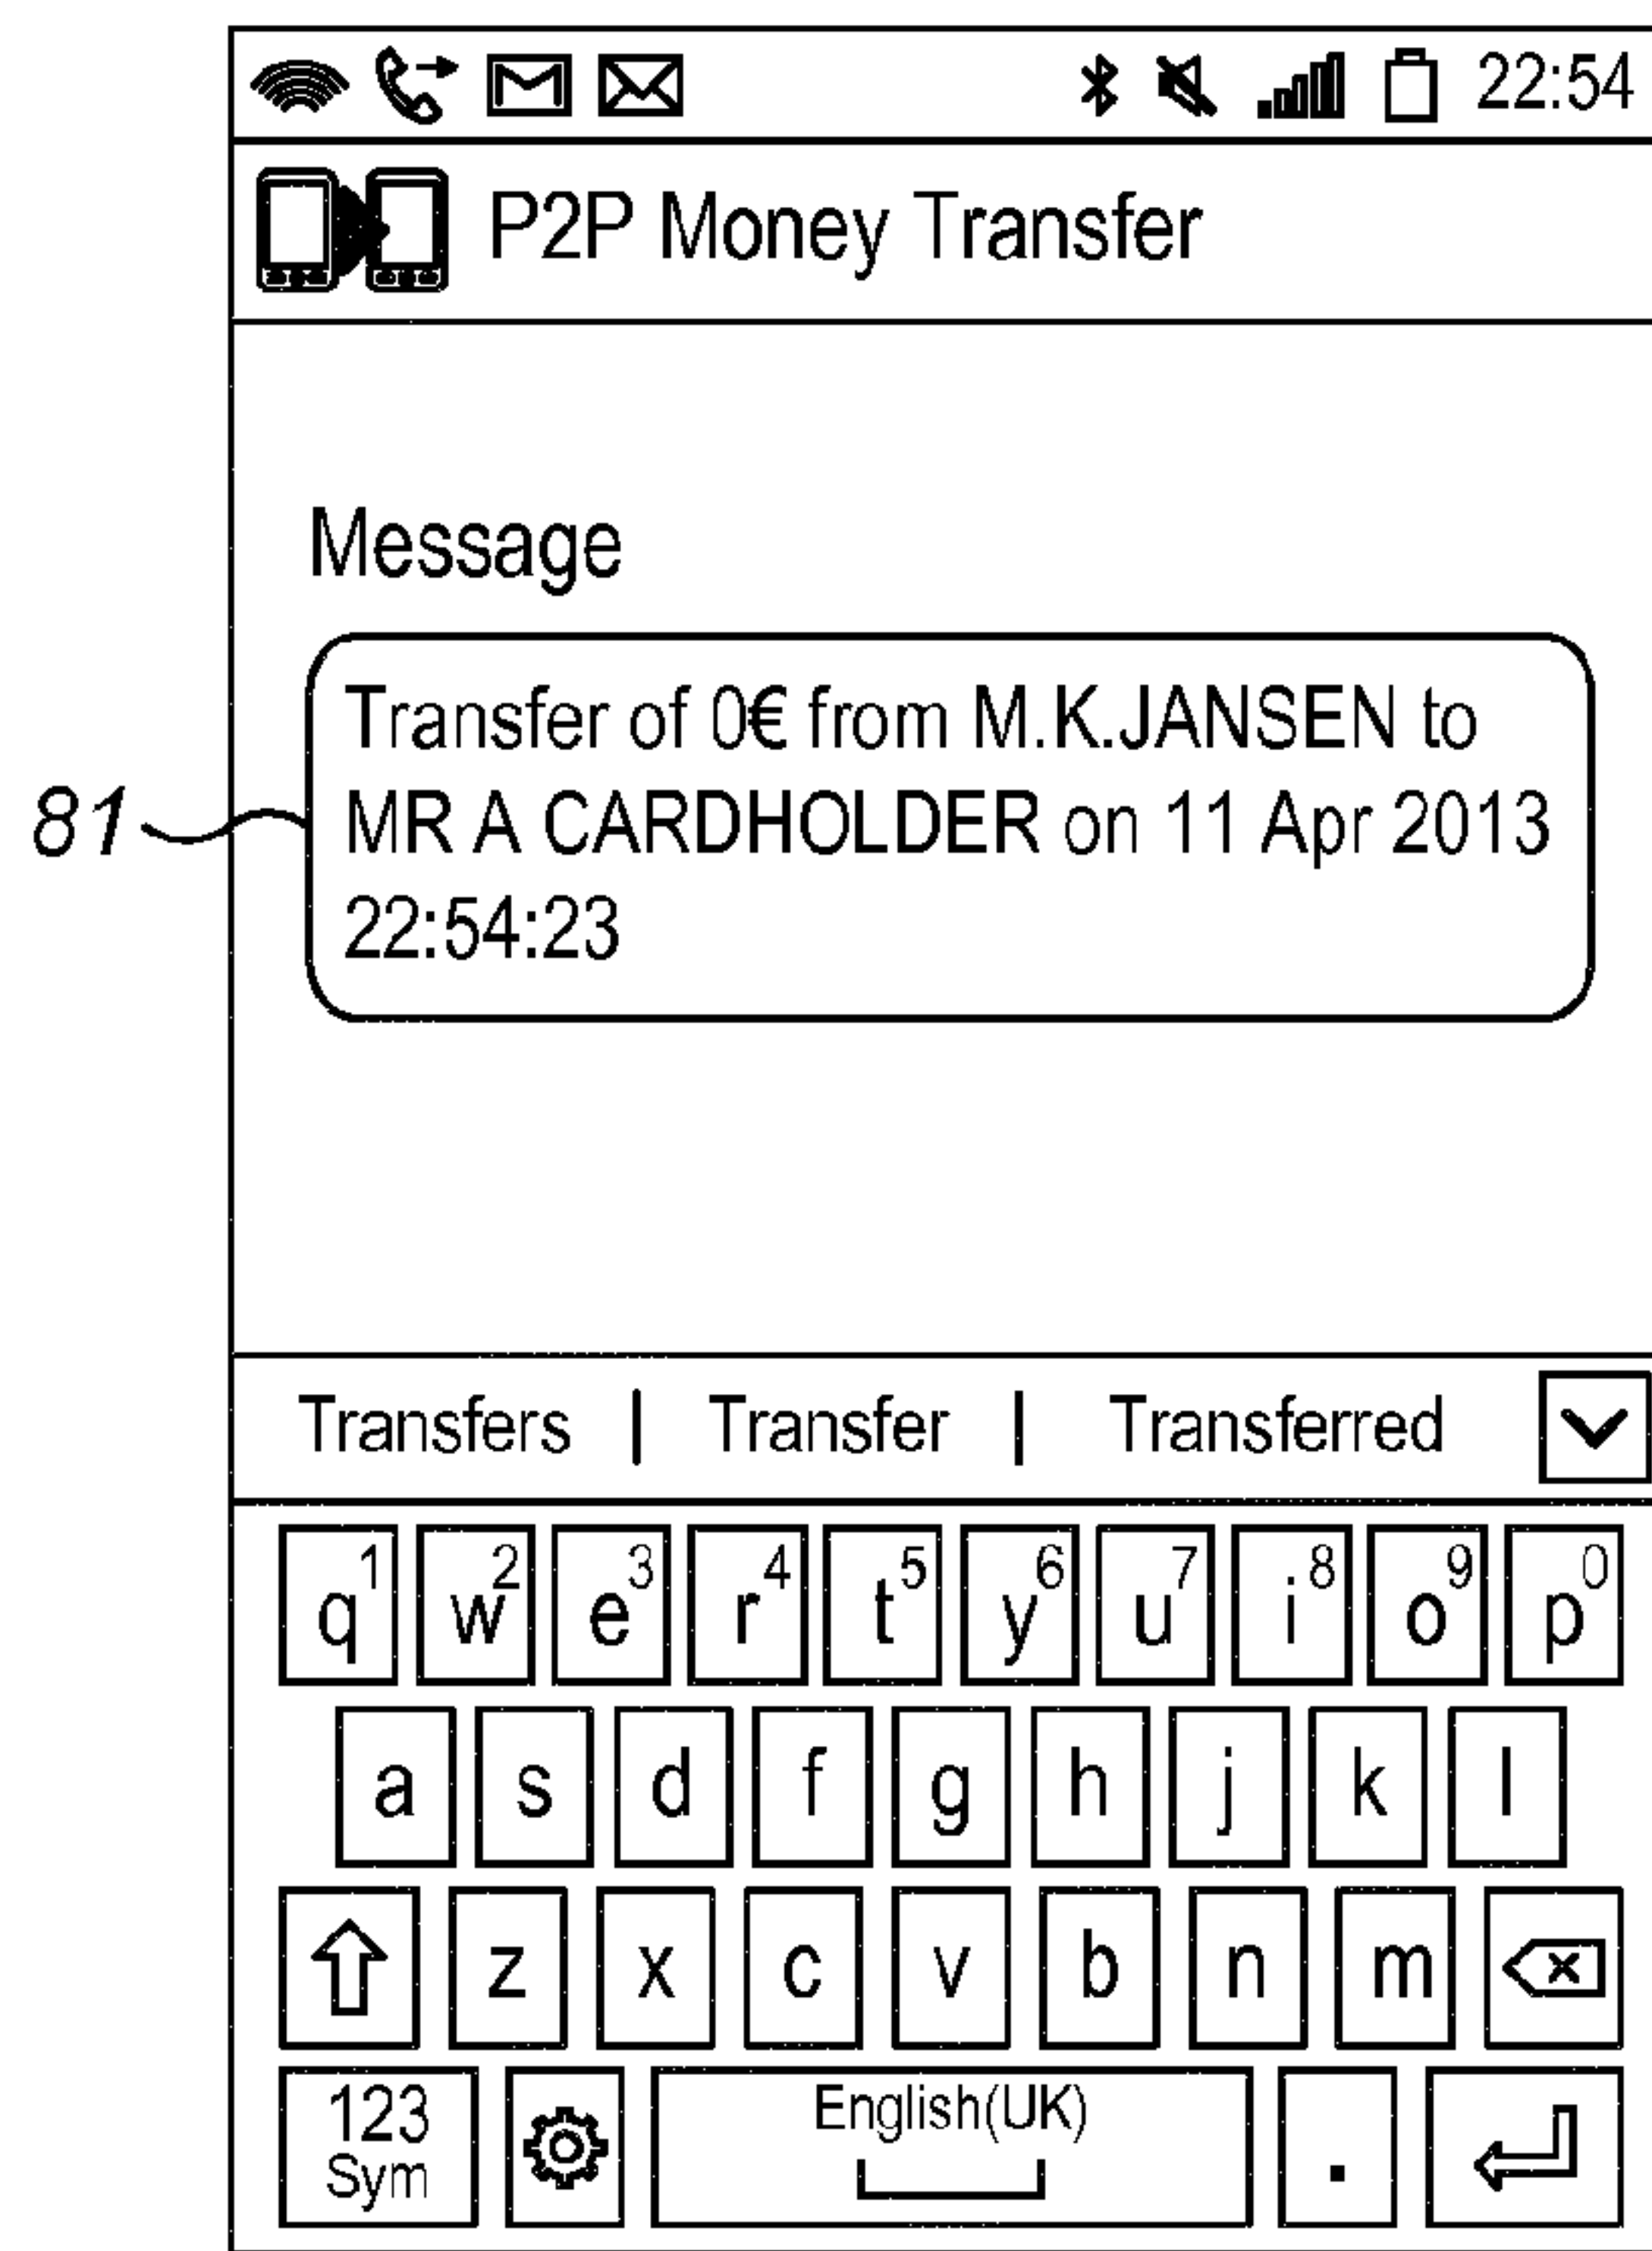 22:54
P2P Money Transfer
Message
Transfer of 0€ from M.K.JANSEN to
MR A CARDHOLDER on 11 Apr 2013
22:54:23
81
Transfers | Transfer | Transferred
q1 w2 e3 r4 t5 y6 u7 i8 o9 p0
a s d f g h j k l
z x c v b n m
123
Sym
English(UK)
.